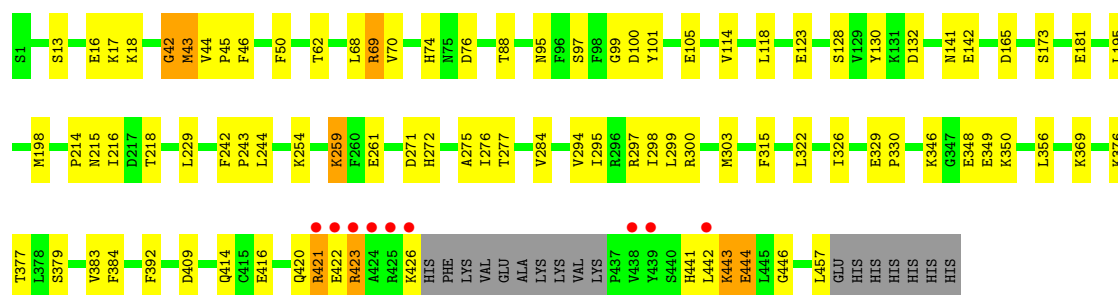 S1 S13 E16 K17 K18 G42 M43 V44 P45 F46 F50 T62 L68 R69 V70 H74 N75 D76 T88 N95 F96 S97 F98 G99 D100 Y101 E105 V114 L118 E123 S128 V129 Y130 K131 D132 N141 E142 D165 S173 E181 L195
M198 P214 N215 I216 D217 T218 L229 F242 P243 L244 K254 K259 F260 E261 D271 H272 A275 I276 T277 V284 V294 I295 R296 R297 I298 L299 R300 M303 F315 L322 I326 E329 P330 K346 G347 E348 E349 K350 L356 K369 K376
T377 L378 S379 V383 F384 F392 D409 Q414 C415 E416 Q420 R421 E422 R423 A424 R425 K426 HIS PHE LYS VAL GLU ALA LYS LYS VAL LYS P437 V438 Y439 S440 H441 L442 K443 E444 L445 G446 L457 GLU HIS HIS HIS HIS HIS HIS